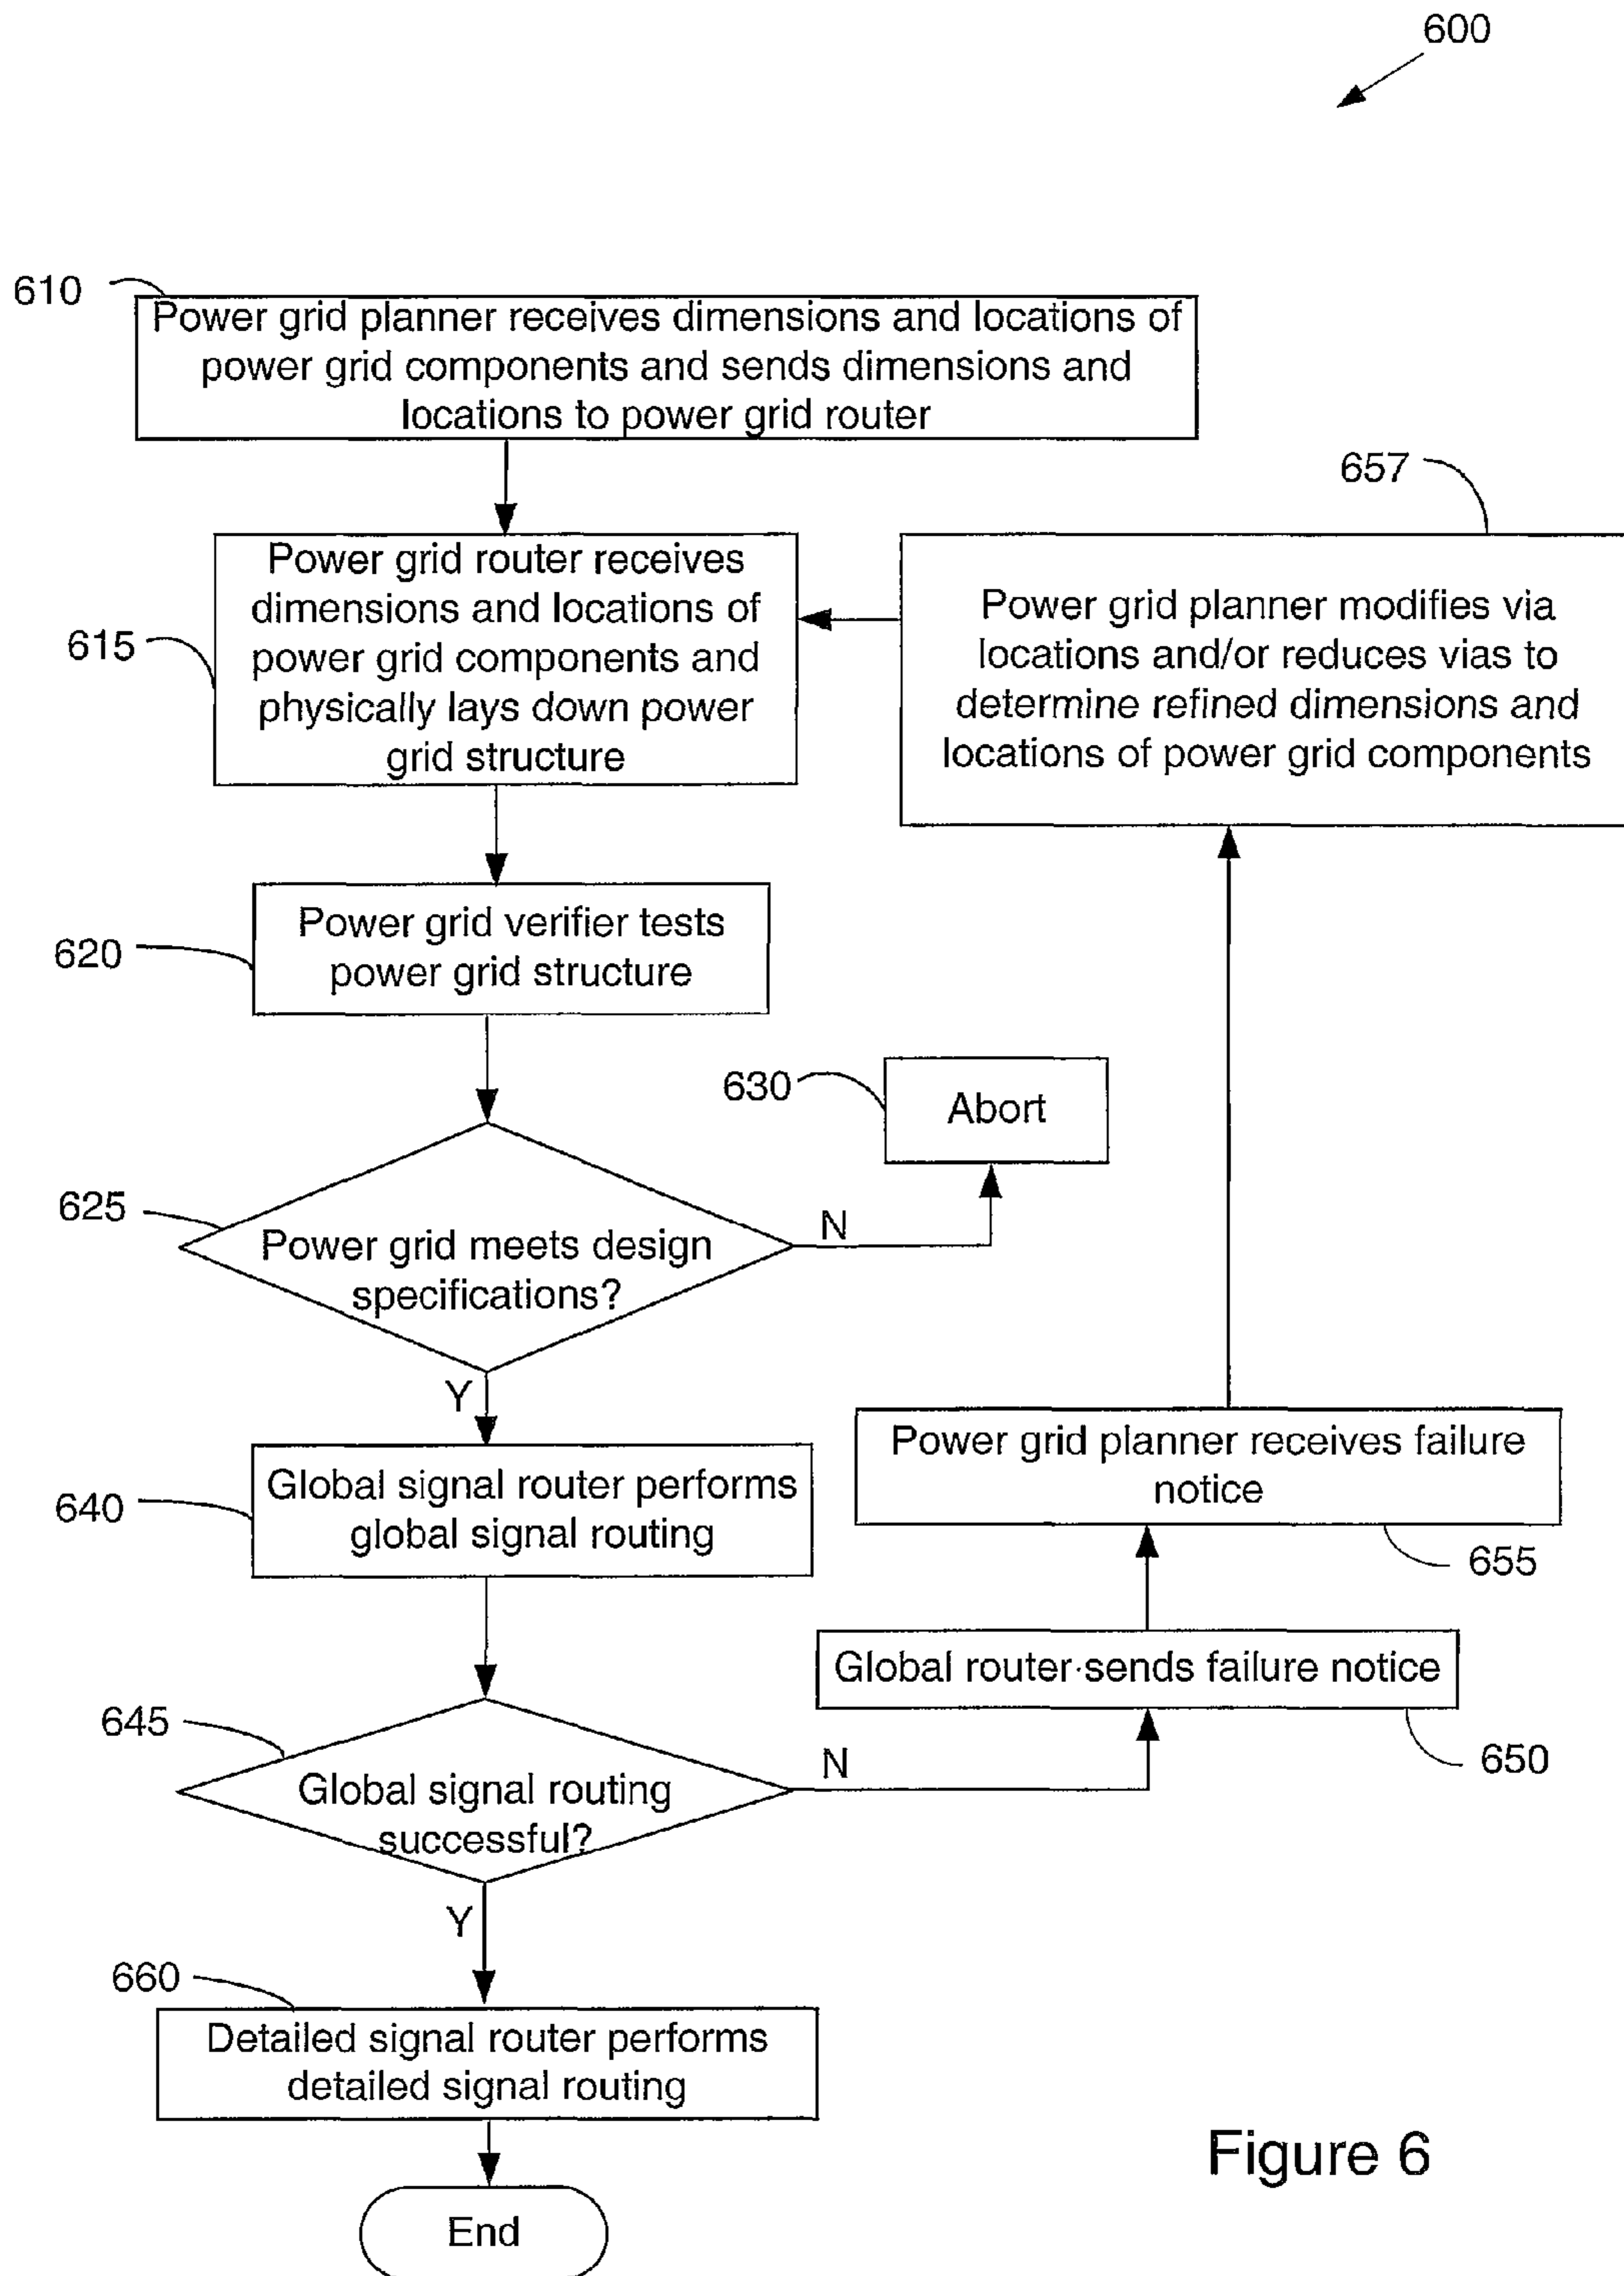 600
610
Power grid planner receives dimensions and locations of
power grid components and sends dimensions and
locations to power grid router
657
615
Power grid router receives
dimensions and locations of
power grid components and
physically lays down power
grid structure
Power grid planner modifies via
locations and/or reduces vias to
determine refined dimensions and
locations of power grid components
620
Power grid verifier tests
power grid structure
630
Abort
625
Power grid meets design
specifications?
N
Y
640
Global signal router performs
global signal routing
Power grid planner receives failure
notice
655
Global router sends failure notice
650
645
Global signal routing
successful?
N
Y
660
Detailed signal router performs
detailed signal routing
End
Figure 6